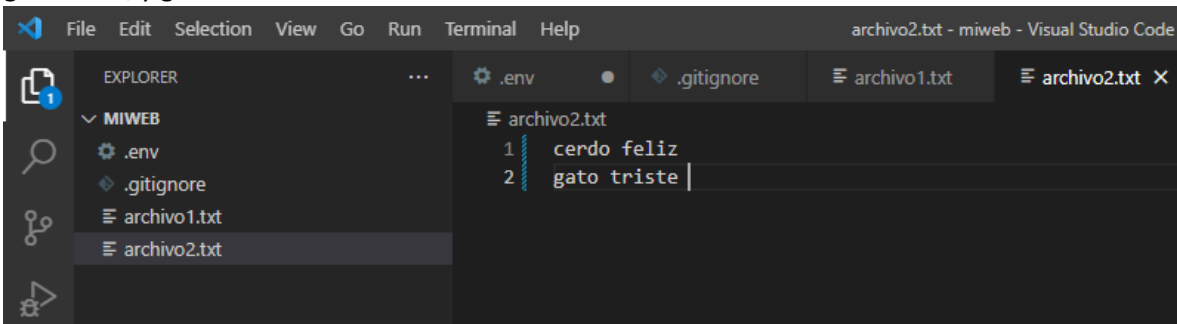 File Edit Selection View Go Run Terminal Help archivo2.txt - miweb - Visual Studio Code
EXPLORER ... .env .gitignore archivo1.txt archivo2.txt
1
MIWEB
.env
.gitignore
archivo1.txt
archivo2.txt
archivo2.txt
1 cerdo feliz
2 gato triste